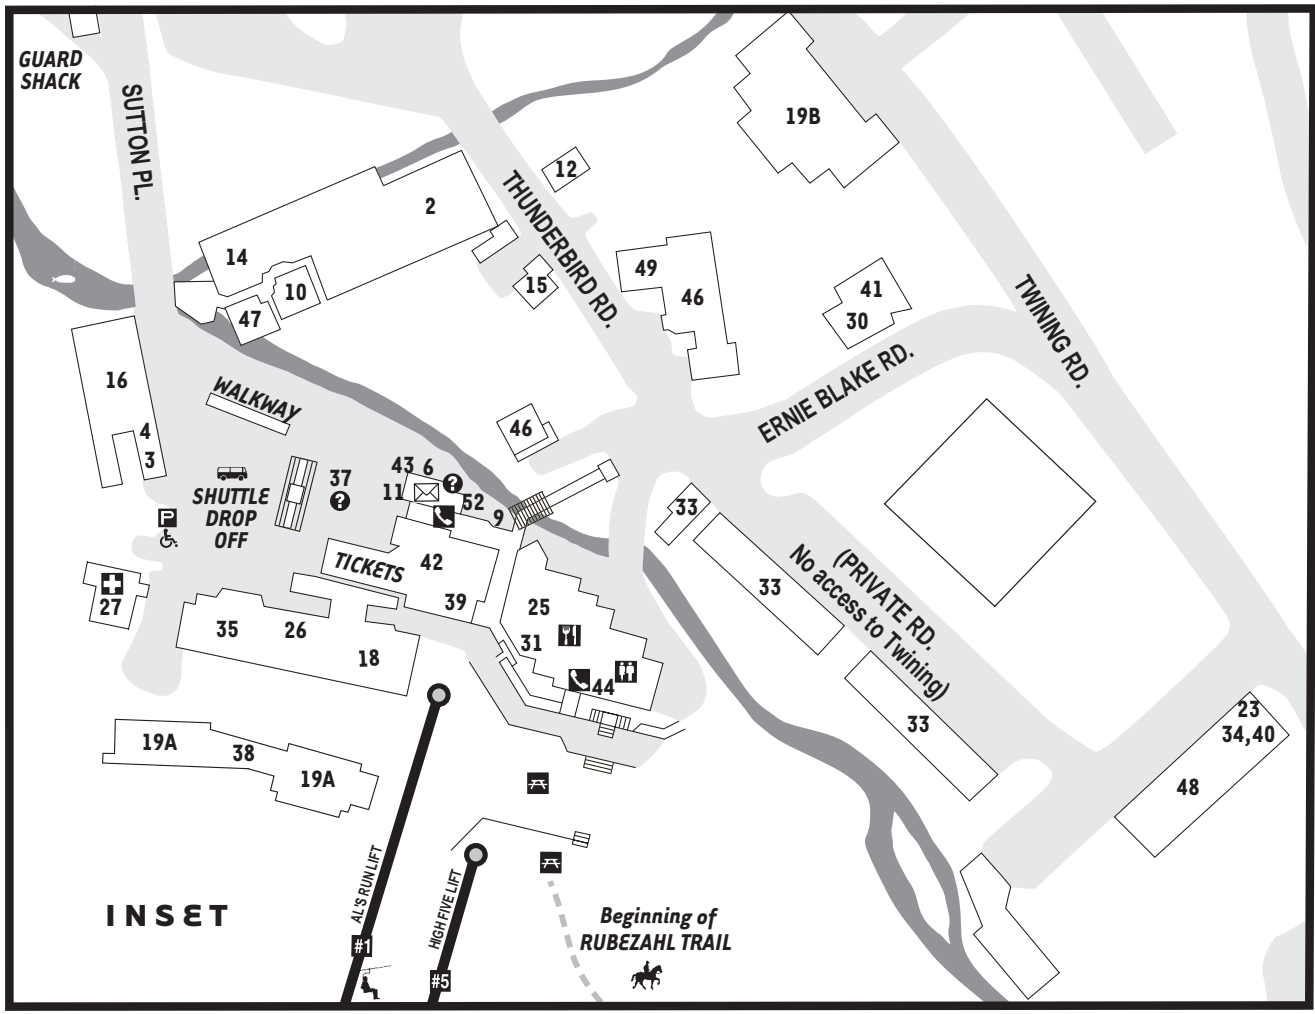 GUARD
SHACK
SUTTON PL.
19B
12
2
THUNDERBIRD RD.
14
10
15
49
46
41
30
47
TWINING RD.
16
WALKWAY
ERNIE BLAKE RD.
4
3
46
43 6
?
37
?
11
52
9
SHUTTLE
DROP
OFF
P
33
TICKETS
42
39
33
(PRIVATE RD.
No access to Twining)
27
35
26
18
25
31
44
33
23
34,40
48
19A
38
19A
AL'S RUN LIFT
#1
HIGH FIVE LIFT
#5
INSET
Beginning of
RUBEZAHL TRAIL